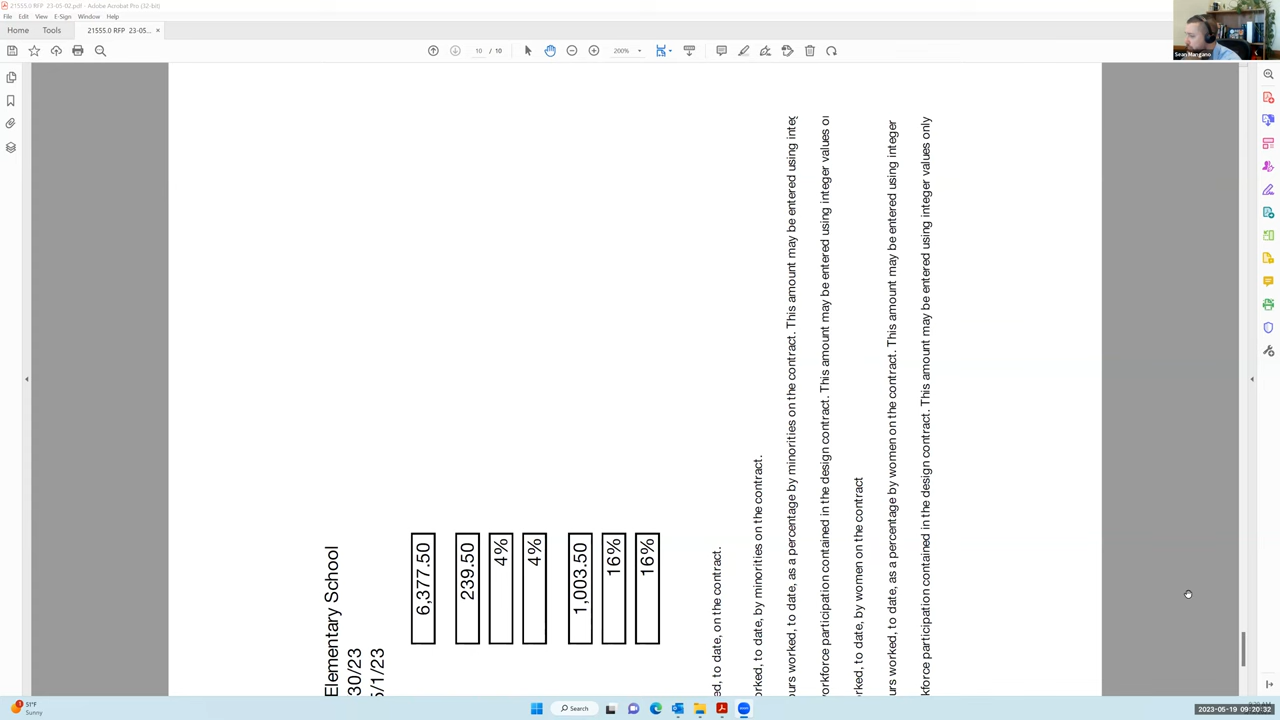 21555.0 RFP 23-05-02.pdf - Adobe Acrobat Pro (32-bit)
File Edit View E-Sign Window Help
Home Tools 21555.0 RFP 23-05... ×
10 / 10 200%
Sean Mangano
Elementary School
30/23
5/1/23
6,377.50
239.50
4%
4%
1,003.50
16%
16%
ed, to date, on the contract.
orked, to date, by minorities on the contract.
ours worked, to date, as a percentage by minorities on the contract. This amount may be entered using integ
orkforce participation contained in the design contract. This amount may be entered using integer values o
rked, to date, by women on the contract
urs worked, to date, as a percentage by women on the contract. This amount may be entered using integer
kforce participation contained in the design contract. This amount may be entered using integer values only
51°F
Sunny
Search
2023-05-19 09:20:32